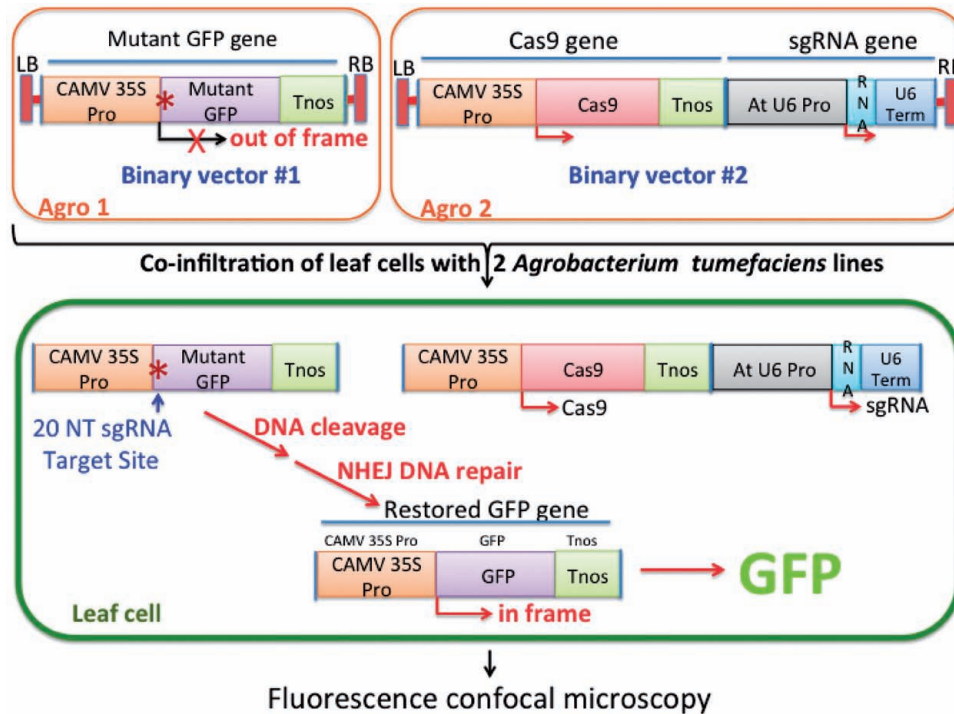 Mutant GFP gene
LB
RB
CAMV 35S
Pro
*
Mutant
GFP
Tnos
X
out of frame
Binary vector #1
Agro 1
Cas9 gene
sgRNA gene
LB
CAMV 35S
Pro
Cas9
Tnos
At U6 Pro
R
N
A
U6
Term
Binary vector #2
Agro 2
Co-infiltration of leaf cells with 2 Agrobacterium tumefaciens lines
CAMV 35S
Pro
*
Mutant
GFP
Tnos
20 NT sgRNA
Target Site
CAMV 35S
Pro
Cas9
Tnos
At U6 Pro
R
N
A
U6
Term
Cas9
sgRNA
DNA cleavage
NHEJ DNA repair
Restored GFP gene
CAMV 35S Pro GFP Tnos
CAMV 35S
Pro
GFP
Tnos
in frame
GFP
Leaf cell
Fluorescence confocal microscopy